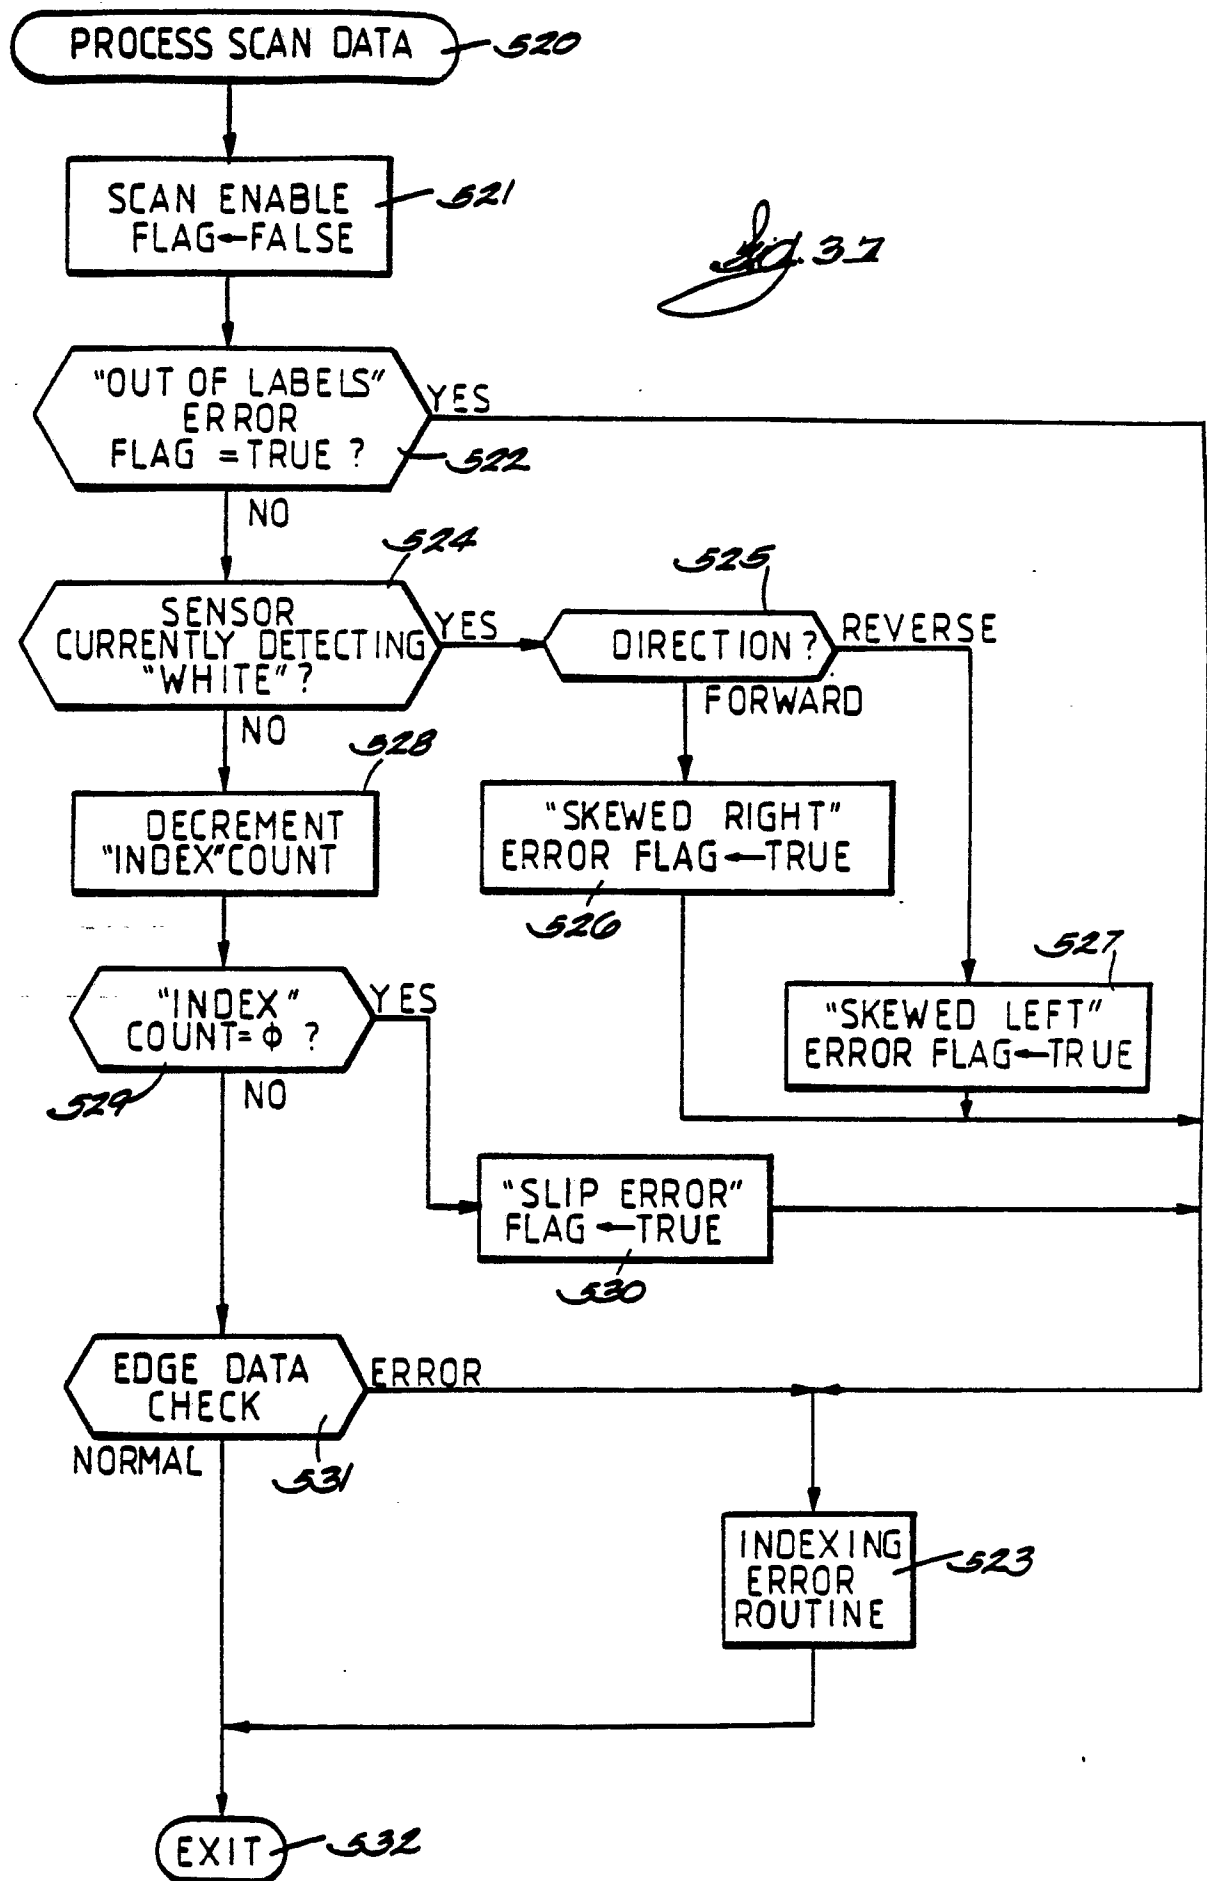 PROCESS SCAN DATA
520
SCAN ENABLE
FLAG←FALSE
521
Fig. 37
"OUT OF LABELS"
ERROR
FLAG = TRUE ?
YES
522
NO
524
SENSOR
CURRENTLY DETECTING
"WHITE" ?
YES
525
DIRECTION ?
REVERSE
FORWARD
NO
528
DECREMENT
"INDEX" COUNT
"SKEWED RIGHT"
ERROR FLAG←TRUE
526
527
"SKEWED LEFT"
ERROR FLAG←TRUE
"INDEX"
COUNT=Φ ?
YES
529
NO
"SLIP ERROR"
FLAG ←TRUE
530
EDGE DATA
CHECK
ERROR
NORMAL
531
INDEXING
ERROR
ROUTINE
523
EXIT
532